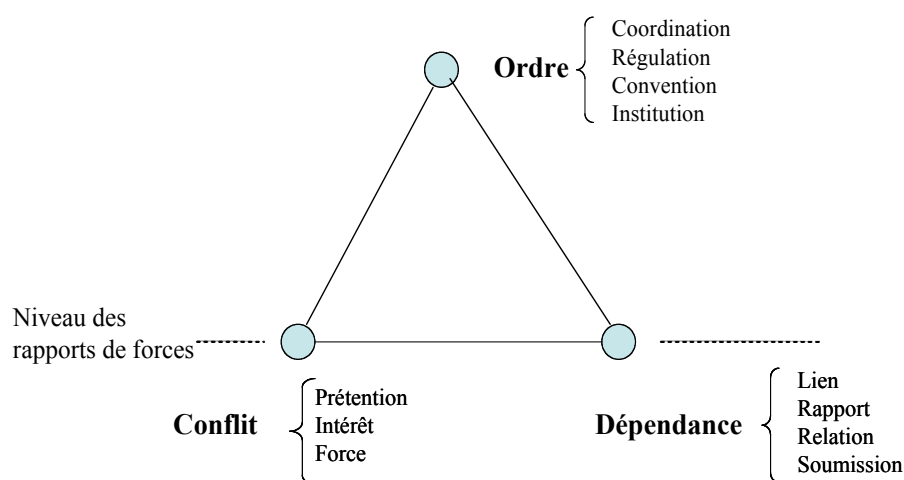 Ordre
Coordination
Régulation
Convention
Institution
Niveau des
rapports de forces
Conflit
Prétention
Intérêt
Force
Dépendance
Lien
Rapport
Relation
Soumission